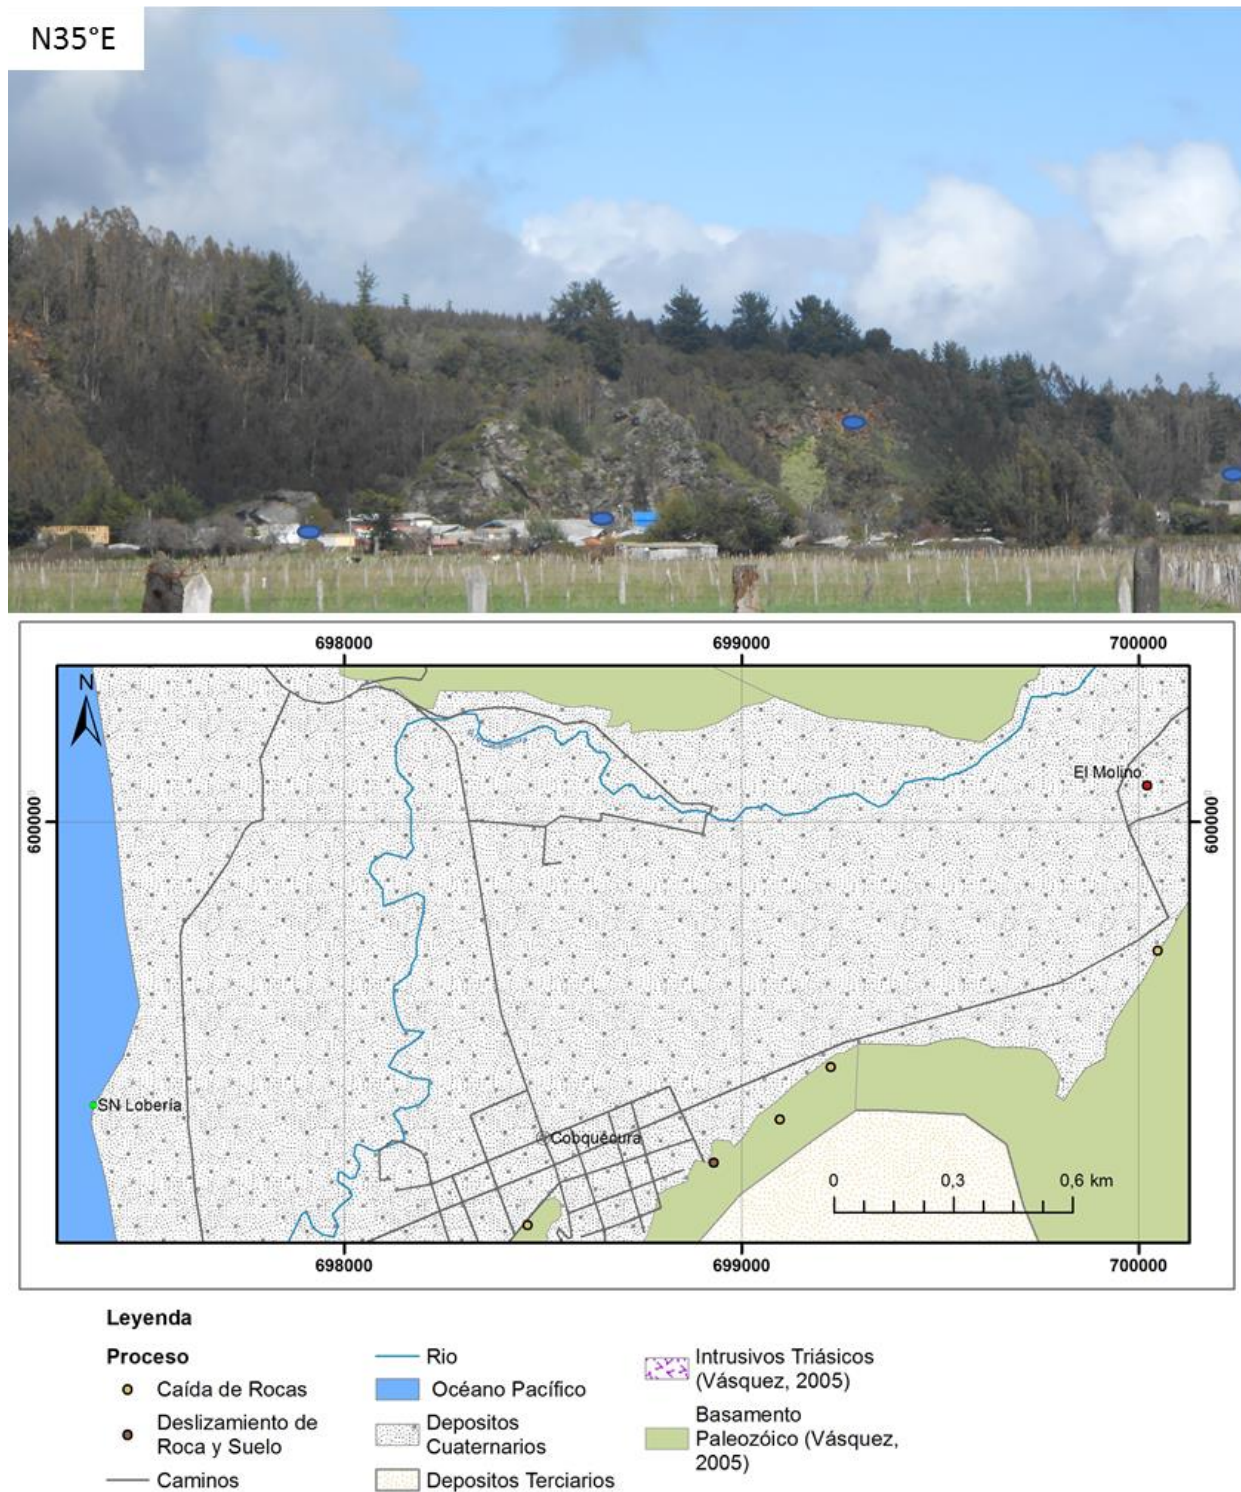 N35°E
698000
699000
700000
N
El Molino
600000
600000
SN Lobería
Cobquecura
0
0,3
0,6 km
698000
699000
700000
Leyenda
Proceso
Caída de Rocas
Deslizamiento de
Roca y Suelo
Caminos
Rio
Océano Pacífico
Depositos
Cuaternarios
Depositos Terciarios
Intrusivos Triásicos
(Vásquez, 2005)
Basamento
Paleozóico (Vásquez,
2005)